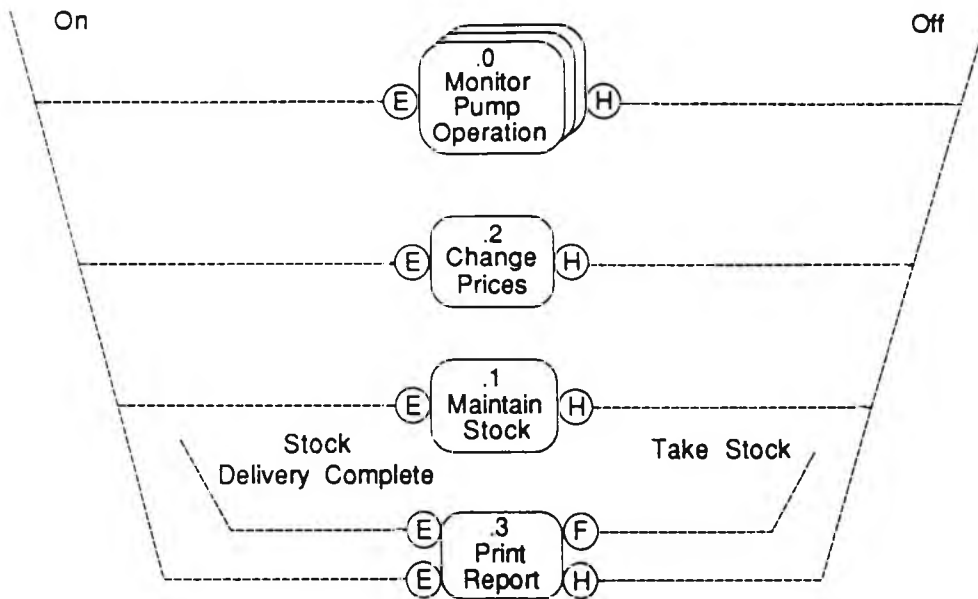 On
Off
.0
Monitor
Pump
Operation
E
H
.2
Change
Prices
E
H
.1
Maintain
Stock
E
H
Stock
Delivery Complete
Take Stock
.3
Print
Report
E
F
E
H